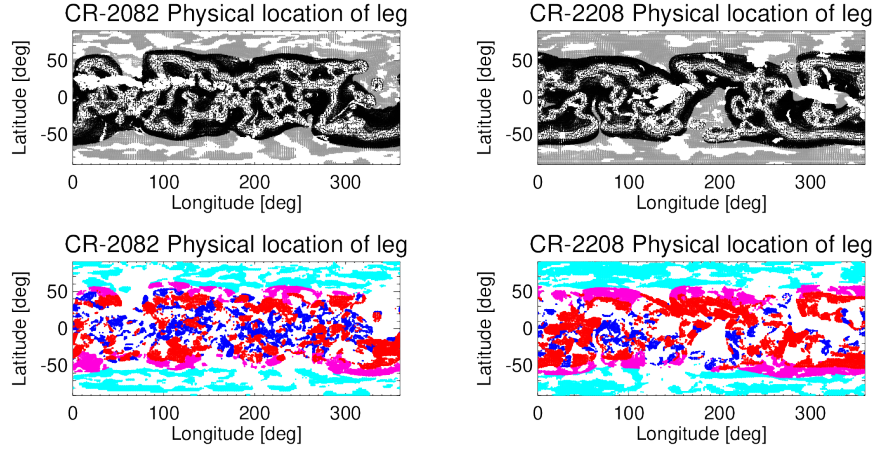 CR-2082 Physical location of leg
Latitude [deg]
50
0
-50
0 100 200 300
Longitude [deg]
CR-2208 Physical location of leg
Latitude [deg]
50
0
-50
0 100 200 300
Longitude [deg]
CR-2082 Physical location of leg
Latitude [deg]
50
0
-50
0 100 200 300
Longitude [deg]
CR-2208 Physical location of leg
Latitude [deg]
50
0
-50
0 100 200 300
Longitude [deg]